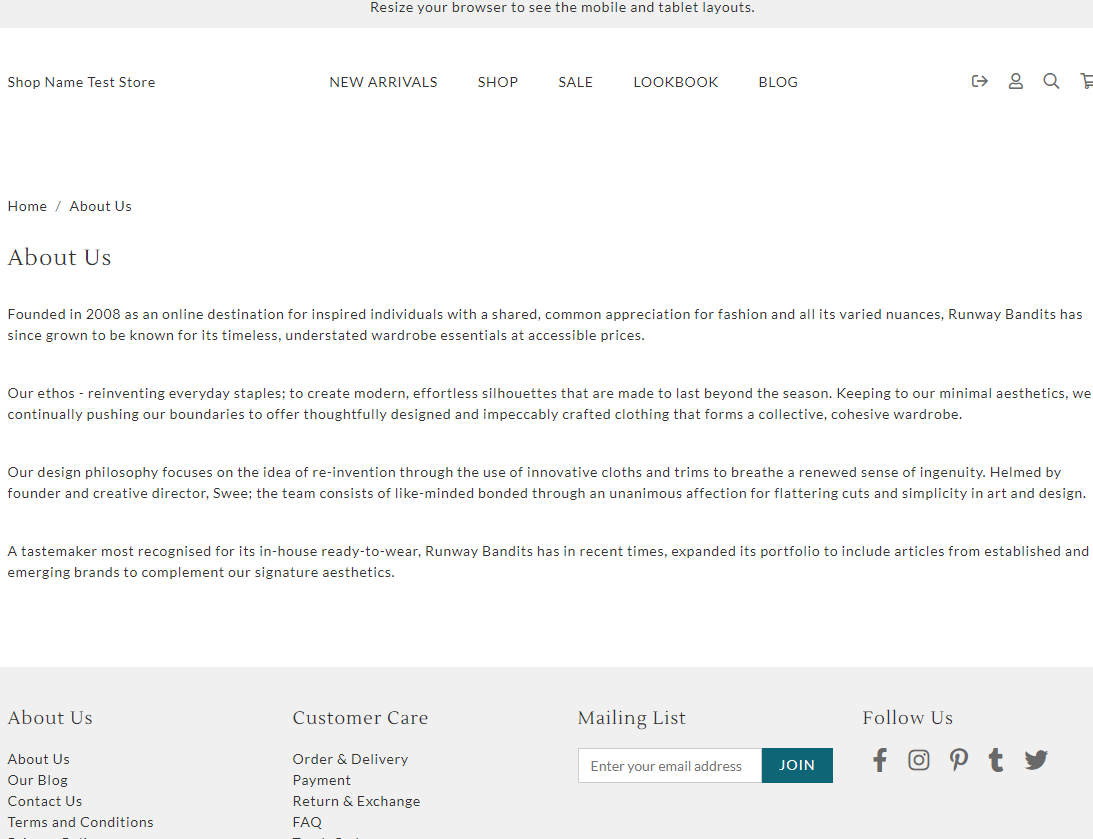 Resize your browser to see the mobile and tablet layouts.
Shop Name Test Store
NEW ARRIVALS SHOP SALE LOOKBOOK BLOG
Home / About Us
About Us
Founded in 2008 as an online destination for inspired individuals with a shared, common appreciation for fashion and all its varied nuances, Runway Bandits has
since grown to be known for its timeless, understated wardrobe essentials at accessible prices.
Our ethos - reinventing everyday staples; to create modern, effortless silhouettes that are made to last beyond the season. Keeping to our minimal aesthetics, we
continually pushing our boundaries to offer thoughtfully designed and impeccably crafted clothing that forms a collective, cohesive wardrobe.
Our design philosophy focuses on the idea of re-invention through the use of innovative cloths and trims to breathe a renewed sense of ingenuity. Helmed by
founder and creative director, Swee; the team consists of like-minded bonded through an unanimous affection for flattering cuts and simplicity in art and design.
A tastemaker most recognised for its in-house ready-to-wear, Runway Bandits has in recent times, expanded its portfolio to include articles from established and
emerging brands to complement our signature aesthetics.
About Us
About Us
Our Blog
Contact Us
Terms and Conditions
Customer Care
Order & Delivery
Payment
Return & Exchange
FAQ
Mailing List
Enter your email address JOIN
Follow Us